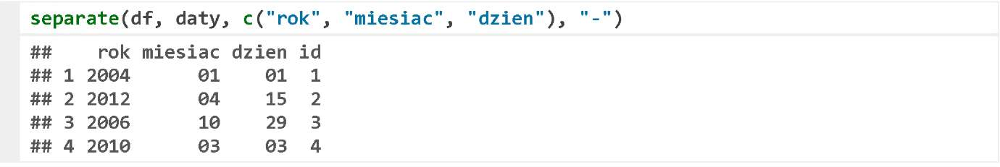 separate(df, daty, c("rok", "miesiac", "dzien"), "-")
##    rok miesiac dzien id
## 1 2004      01    01  1
## 2 2012      04    15  2
## 3 2006      10    29  3
## 4 2010      03    03  4